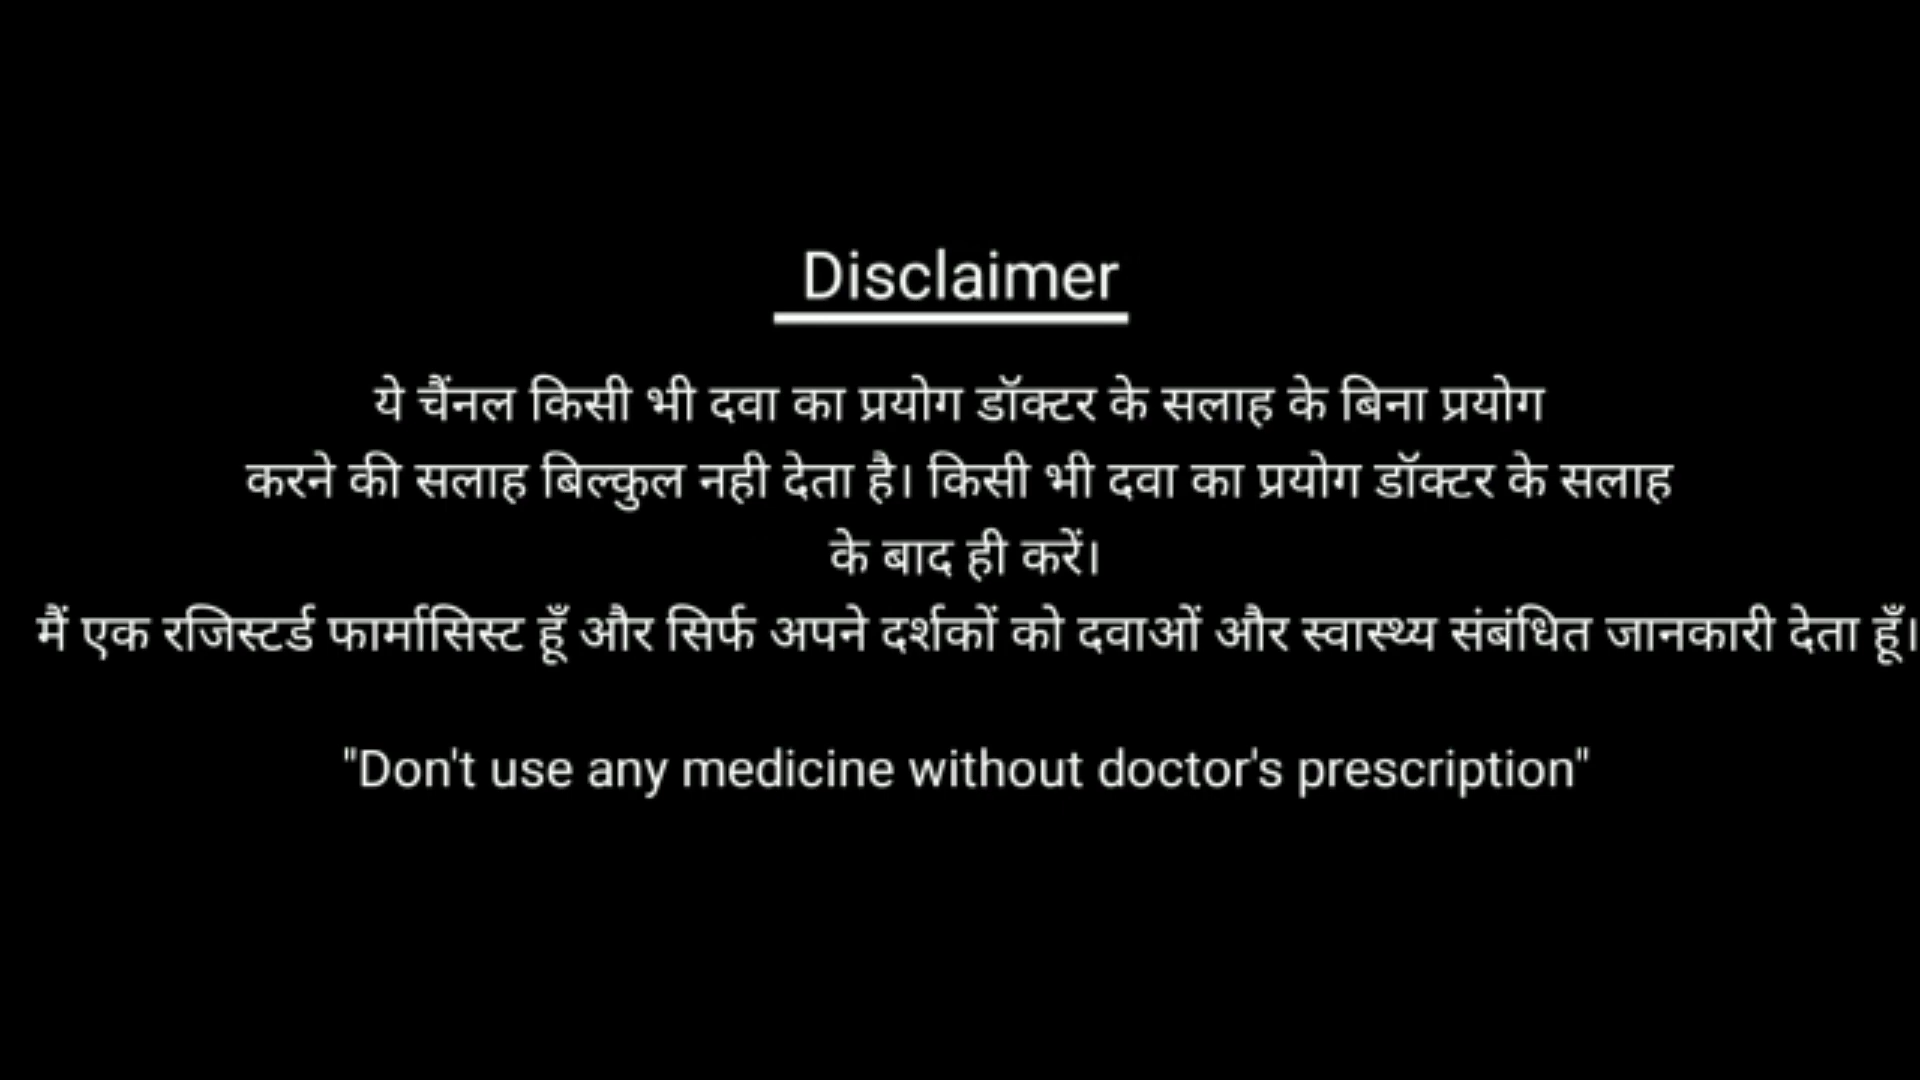 Disclaimer
ये चैंनल किसी भी दवा का प्रयोग डॉक्टर के सलाह के बिना प्रयोग
करने की सलाह बिल्कुल नही देता है। किसी भी दवा का प्रयोग डॉक्टर के सलाह
के बाद ही करें।
मैं एक रजिस्टर्ड फार्मासिस्ट हूँ और सिर्फ अपने दर्शकों को दवाओं और स्वास्थ्य संबंधित जानकारी देता हूँ।
"Don't use any medicine without doctor's prescription"